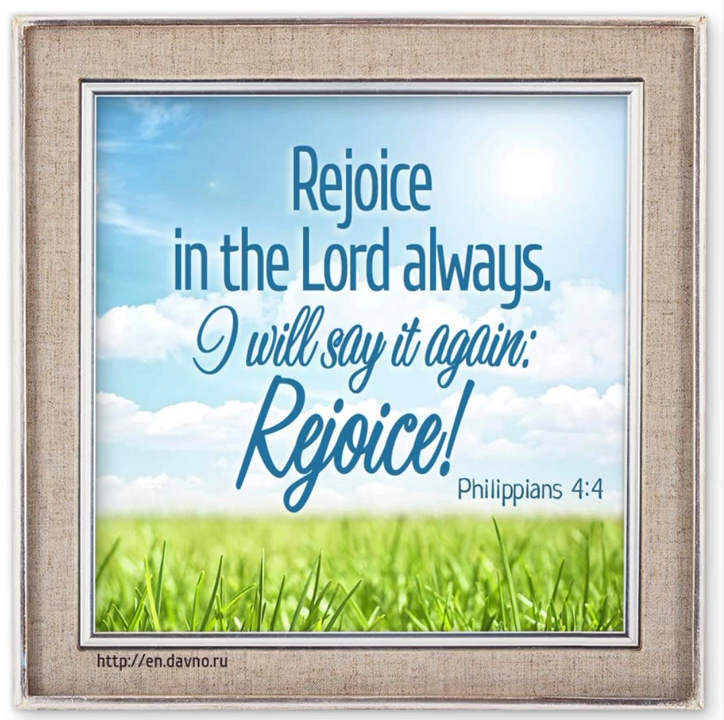 Rejoice
in the Lord always.
I will say it again:
Rejoice!
Philippians 4:4
http://en.davno.ru